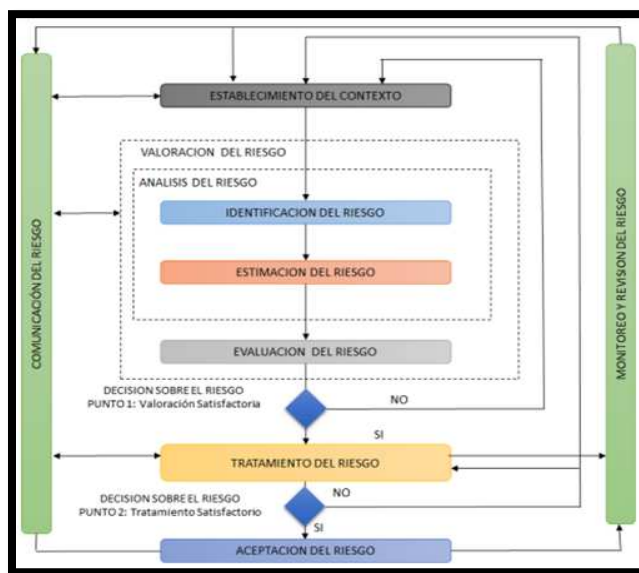 ESTABLECIMIENTO DEL CONTEXTO
VALORACION DEL RIESGO
ANALISIS DEL RIESGO
IDENTIFICACION DEL RIESGO
ESTIMACION DEL RIESGO
EVALUACION DEL RIESGO
DECISION SOBRE EL RIESGO
PUNTO 1: Valoración Satisfactoria
NO
SI
TRATAMIENTO DEL RIESGO
DECISION SOBRE EL RIESGO
PUNTO 2: Tratamiento Satisfactorio
NO
SI
ACEPTACION DEL RIESGO
COMUNICACIÓN DEL RIESGO
MONITOREO Y REVISION DEL RIESGO